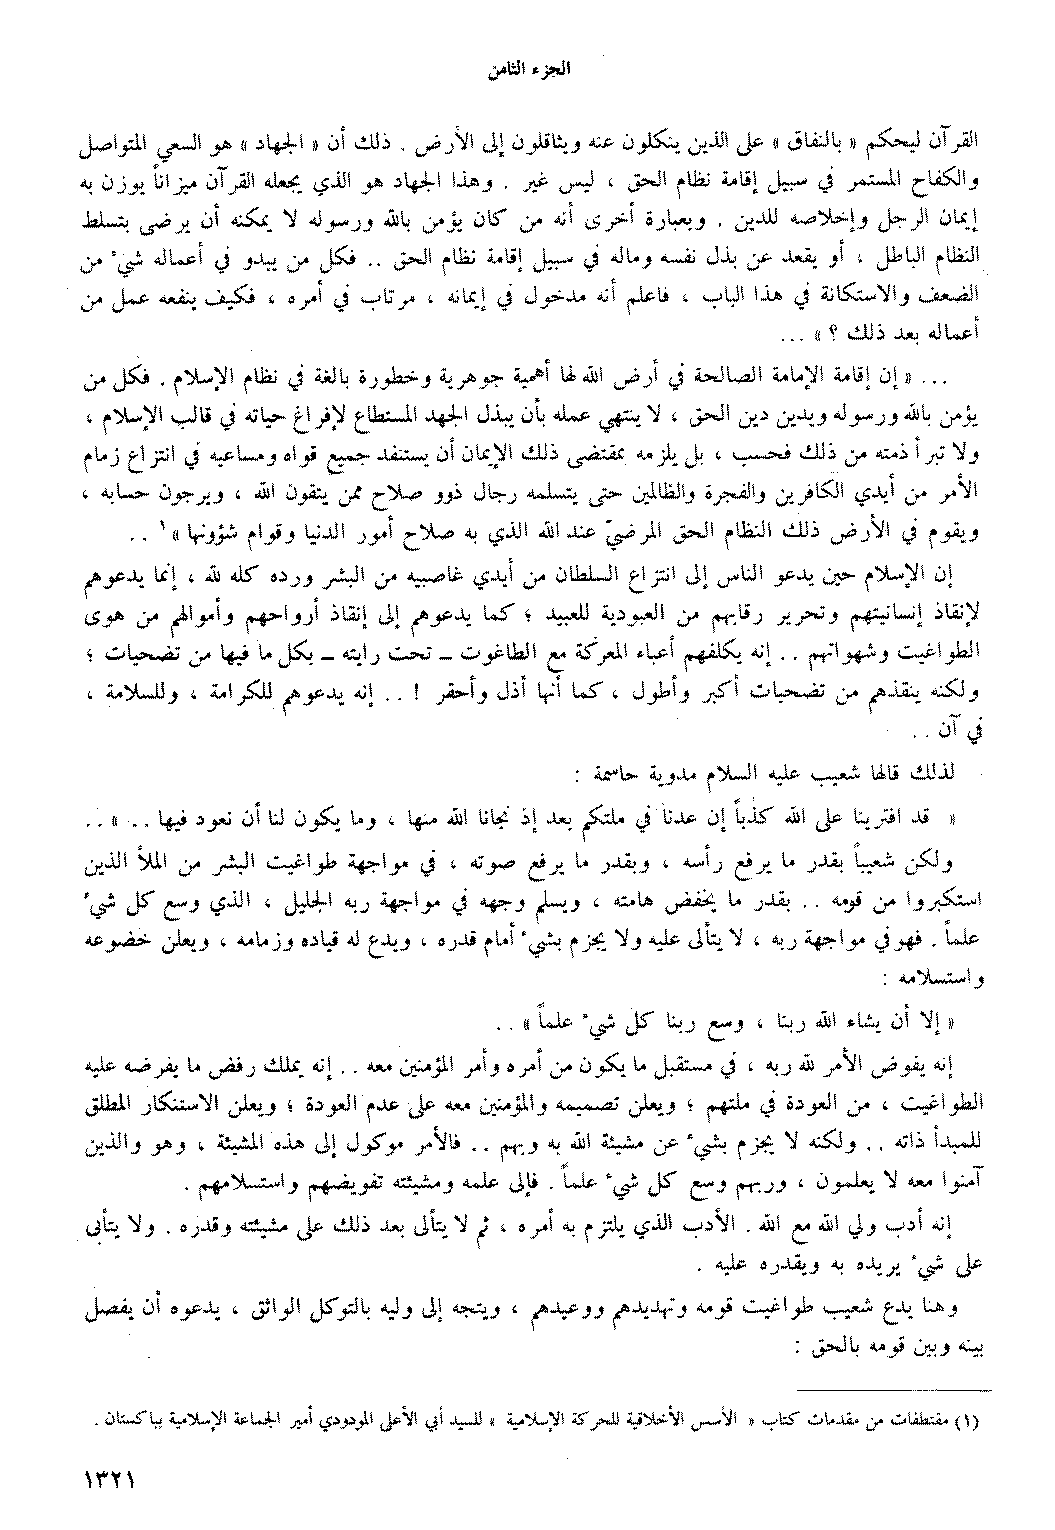 الجزء الثامن
القرآن ليحكم « بالنفاق » على الذين ينكلون عنه ويثاقلون إلى الأرض . ذلك أن « الجهاد » هو السعي المتواصل
والكفاح المستمر في سبيل إقامة نظام الحق ، ليس غير . وهذا الجهاد هو الذي يجعله القرآن ميزاناً يوزن به
إيمان الرجل وإخلاصه للدين . وبعبارة أخرى أنه من كان يؤمن بالله ورسوله لا يمكنه أن يرضى بتسلط
النظام الباطل ، أو يقعد عن بذل نفسه وماله في سبيل إقامة نظام الحق .. فكل من يبدو في أعماله شيء من
الضعف والاستكانة في هذا الباب ، فاعلم أنه مدخول في إيمانه ، مرتاب في أمره ، فكيف ينفعه عمل من
أعماله بعد ذلك ؟ » ...
... « إن إقامة الإمامة الصالحة في أرض الله لها أهمية جوهرية وخطورة بالغة في نظام الإسلام . فكل من
يؤمن بالله ورسوله ويدين دين الحق ، لا ينتهي عمله بأن يبذل الجهد المستطاع لإفراغ حياته في قالب الإسلام ،
ولا تبرأ ذمته من ذلك فحسب ، بل يلزمه بمقتضى ذلك الإيمان أن يستنفد جميع قواه ومساعيه في انتزاع زمام
الأمر من أيدي الكافرين والفجرة والظالمين حتى يتسلمه رجال ذوو صلاح ممن يتقون الله ، ويرجون حسابه ،
ويقوم في الأرض ذلك النظام الحق المرضيّ عند الله الذي به صلاح أمور الدنيا وقوام شؤونها » ١ ..
إن الإسلام حين يدعو الناس إلى انتزاع السلطان من أيدي غاصبيه من البشر ورده كله لله ، إنما يدعوهم
لإنقاذ إنسانيتهم وتحرير رقابهم من العبودية للعبيد ؛ كما يدعوهم إلى إنقاذ أرواحهم وأموالهم من هوى
الطواغيت وشهواتهم .. إنه يكلفهم أعباء المعركة مع الطاغوت ــ تحت رايته ــ بكل ما فيها من تضحيات ؛
ولكنه ينقذهم من تضحيات أكبر وأطول ، كما أنها أذل وأحقر ! .. إنه يدعوهم للكرامة ، وللسلامة ،
في آن ..
لذلك قالها شعيب عليه السلام مدوية حاسمة :
« قد افترينا على الله كذباً إن عدنا في ملتكم بعد إذ نجانا الله منها ، وما يكون لنا أن نعود فيها .. » ..
ولكن شعيباً بقدر ما يرفع رأسه ، وبقدر ما يرفع صوته ، في مواجهة طواغيت البشر من الملأ الذين
استكبروا من قومه .. بقدر ما يخفض هامته ، ويسلم وجهه في مواجهة ربه الجليل ، الذي وسع كل شيء
علماً . فهو في مواجهة ربه ، لا يتألى عليه ولا يجزم بشيء أمام قدره ، ويدع له قياده وزمامه ، ويعلن خضوعه
واستسلامه :
« إلا أن يشاء الله ربنا ، وسع ربنا كل شيء علماً » ..
إنه يفوض الأمر لله ربه ، في مستقبل ما يكون من أمره وأمر المؤمنين معه .. إنه يملك رفض ما يفرضه عليه
الطواغيت ، من العودة في ملتهم ؛ ويعلن تصميمه والمؤمنين معه على عدم العودة ؛ ويعلن الاستنكار المطلق
للمبدأ ذاته .. ولكنه لا يجزم بشيء عن مشيئة الله به وبهم .. فالأمر موكول إلى هذه المشيئة ، وهو والذين
آمنوا معه لا يعلمون ، وربهم وسع كل شيء علماً . فإلى علمه ومشيئته تفويضهم واستسلامهم .
إنه أدب ولي الله مع الله . الأدب الذي يلتزم به أمره ، ثم لا يتألى بعد ذلك على مشيئته وقدره . ولا يتأبى
على شيء يريده به ويقدره عليه .
وهنا يدع شعيب طواغيت قومه وتهديدهم ووعيدهم ، ويتجه إلى وليه بالتوكل الواثق ، يدعوه أن يفصل
بينه وبين قومه بالحق :
(١) مقتطفات من مقدمات كتاب « الأسس الأخلاقية للحركة الإسلامية » للسيد أبي الأعلى المودودي أمير الجماعة الإسلامية بباكستان .
١٣٢١